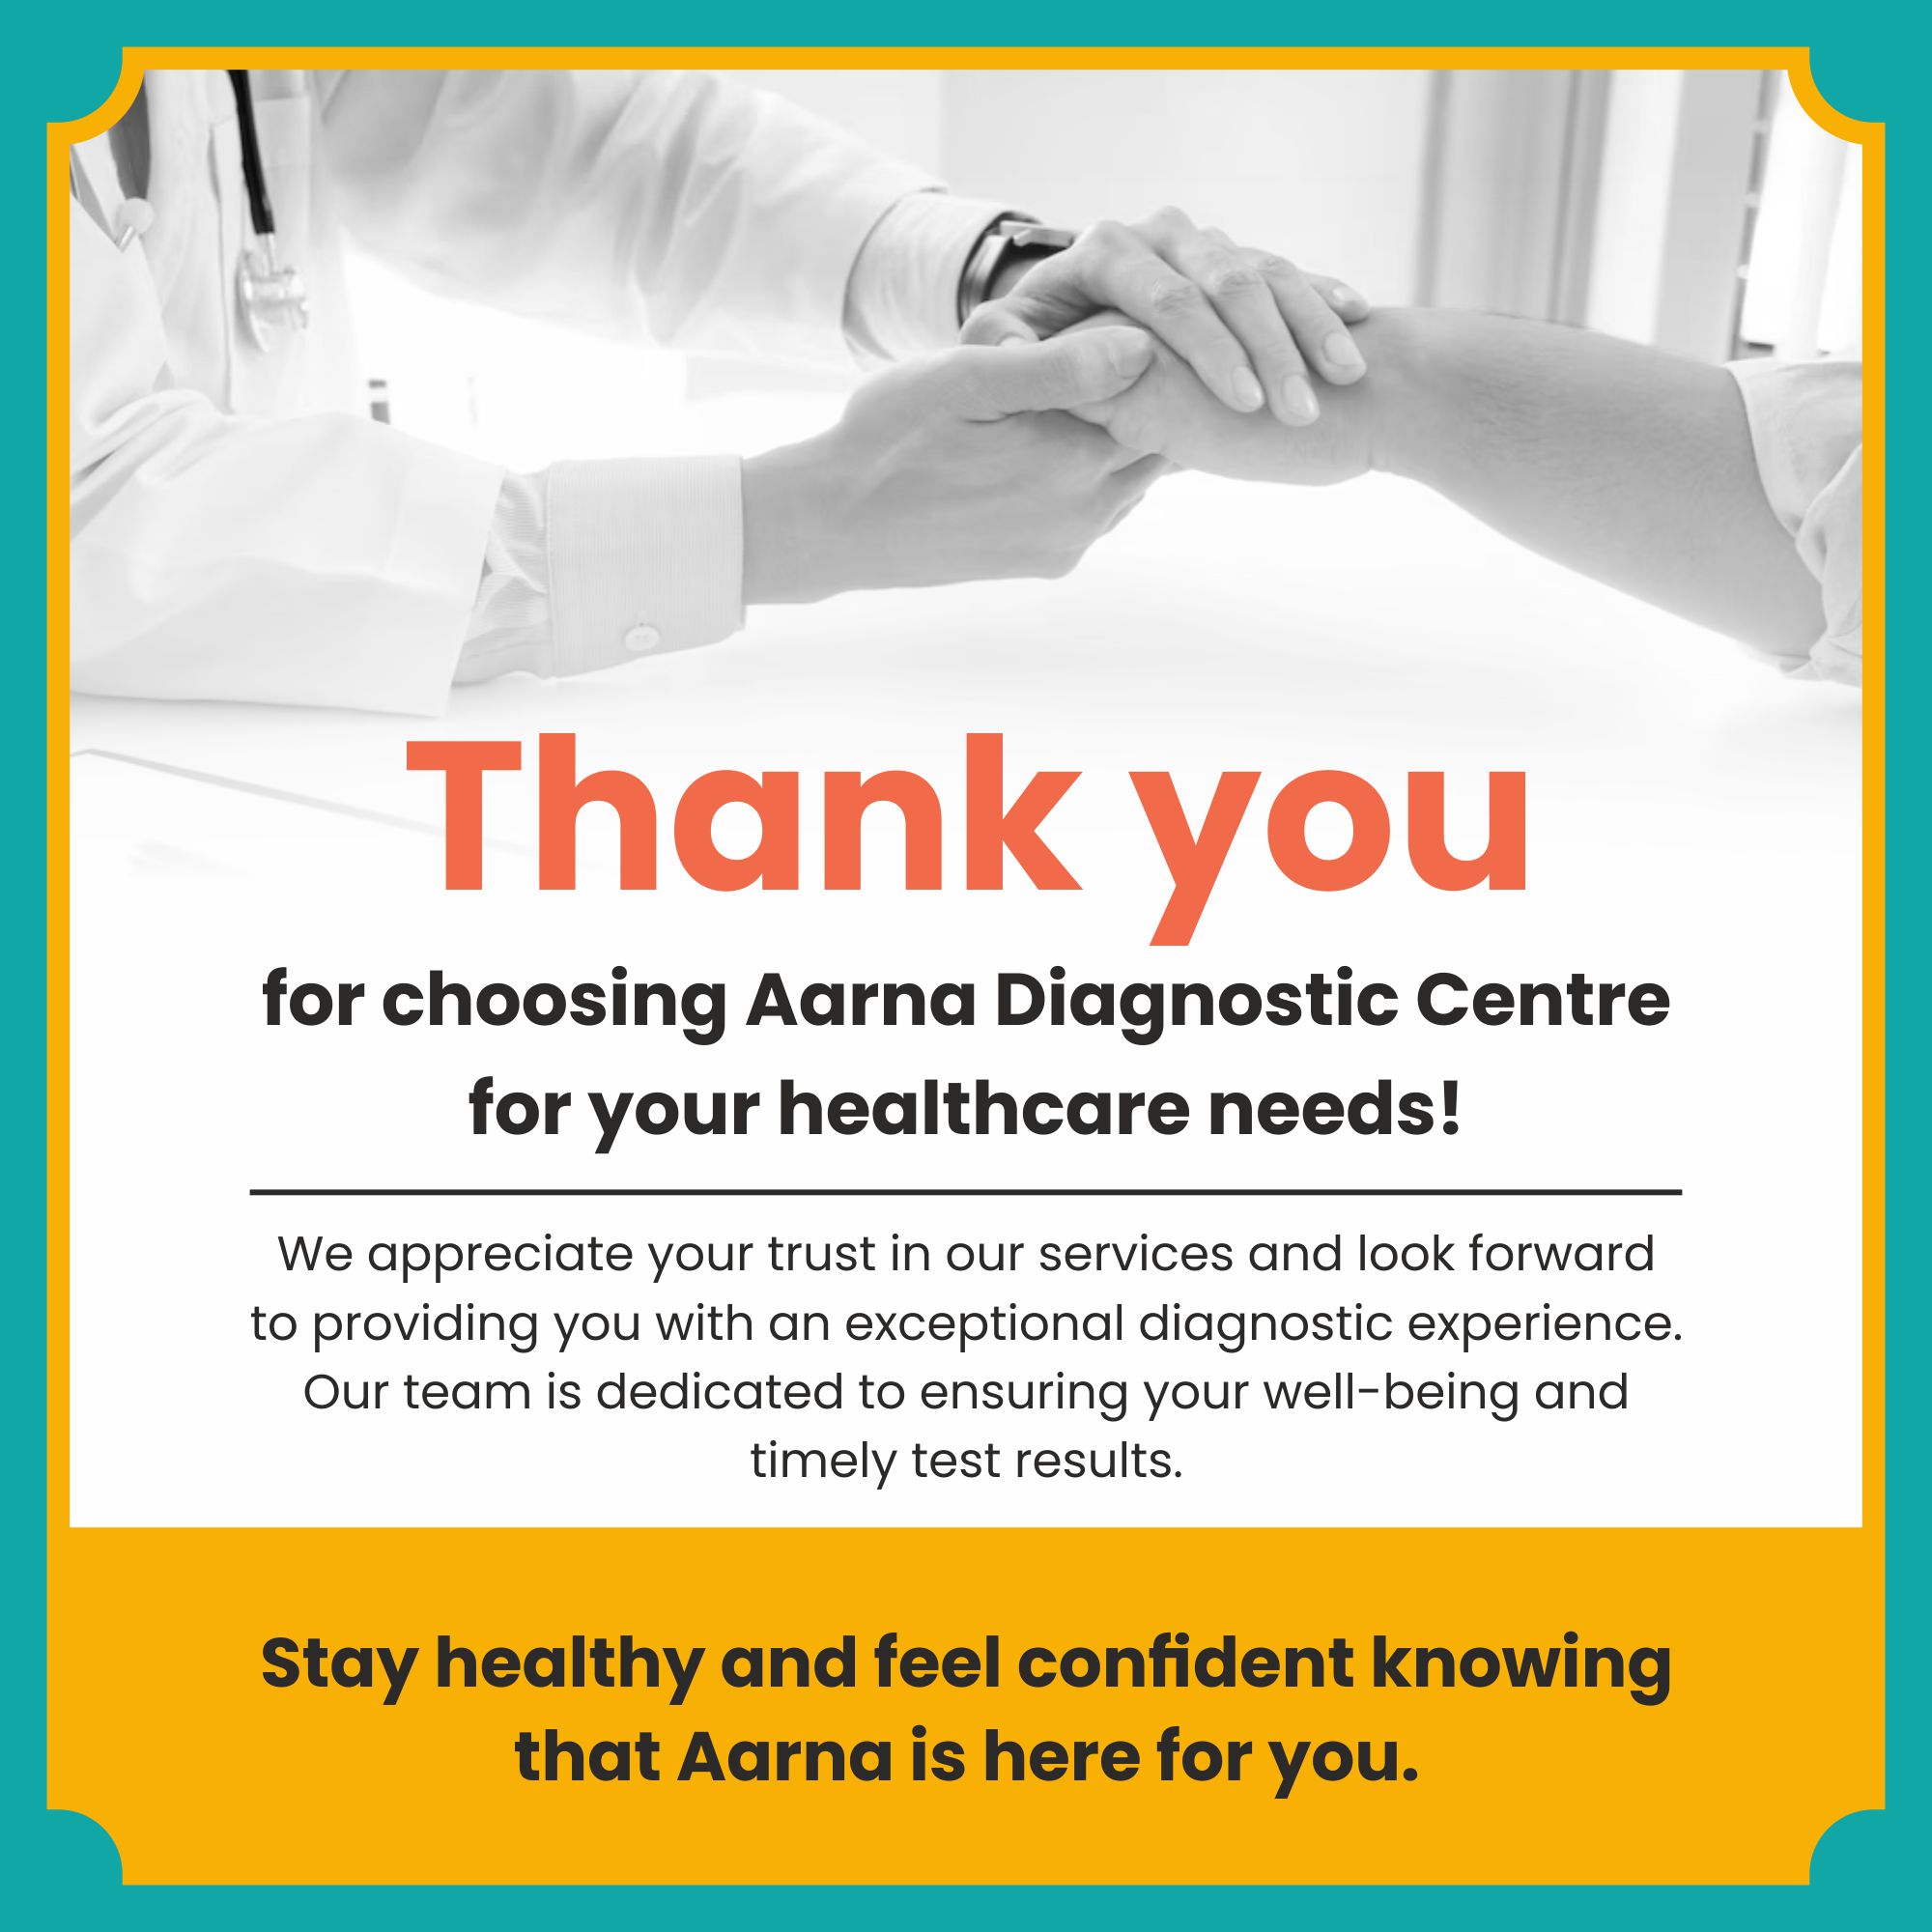 Thank you
for choosing Aarna Diagnostic Centre
for your healthcare needs!
We appreciate your trust in our services and look forward
to providing you with an exceptional diagnostic experience.
Our team is dedicated to ensuring your well-being and
timely test results.
Stay healthy and feel confident knowing
that Aarna is here for you.